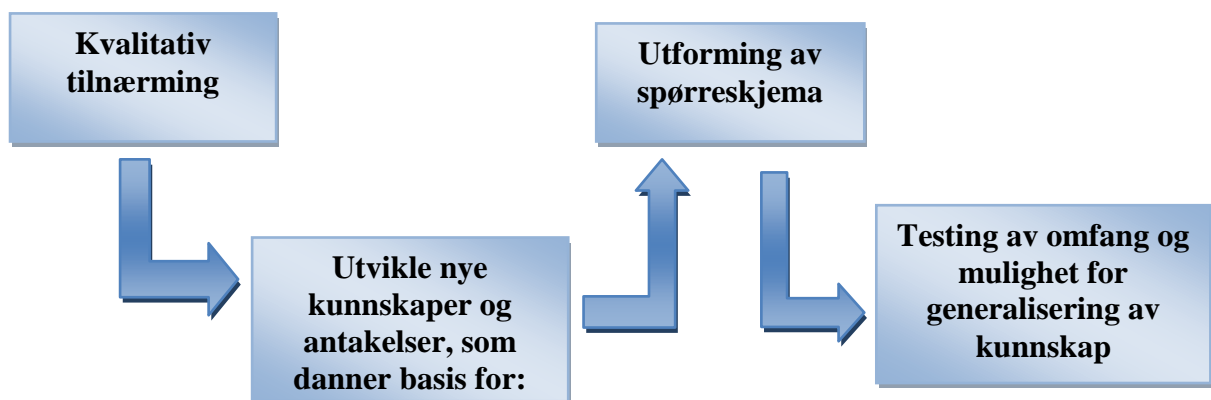 Kvalitativ
tilnærming
Utvikle nye
kunnskaper og
antakelser, som
danner basis for:
Utforming av
spørreskjema
Testing av omfang og
mulighet for
generalisering av
kunnskap